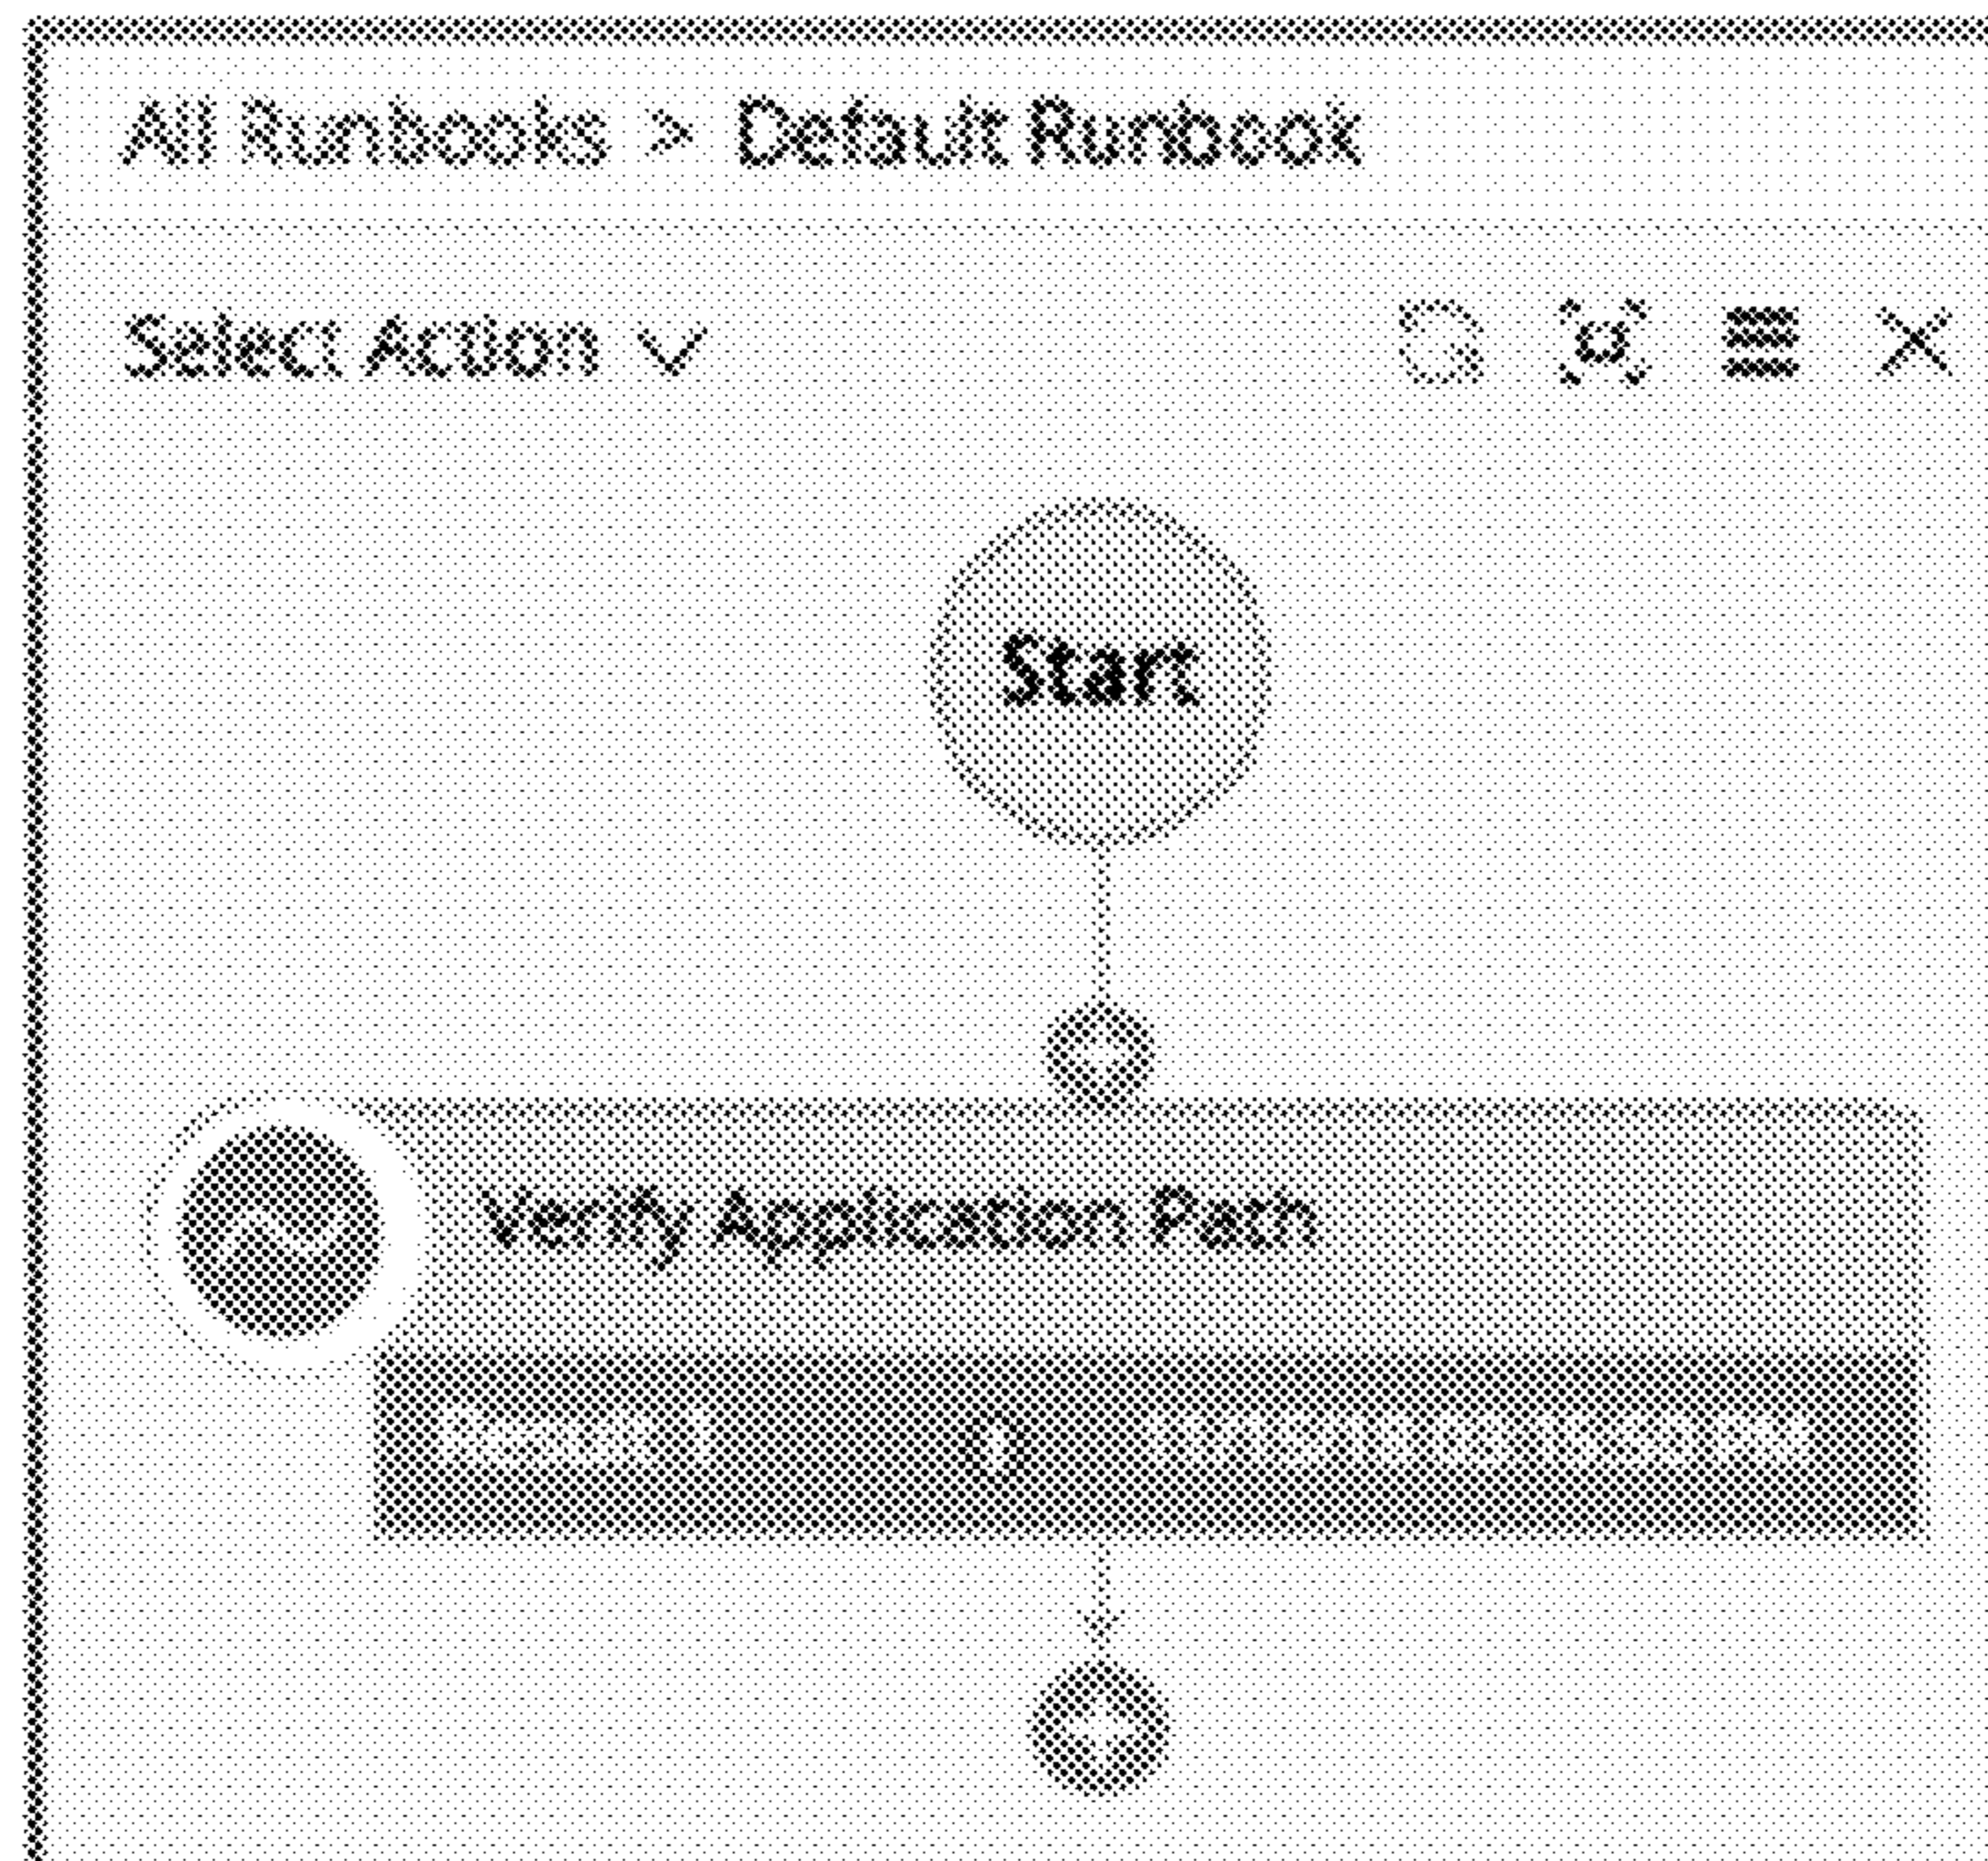 All Runbooks > Default Runbook
Select Action
Start
Verify Application Path